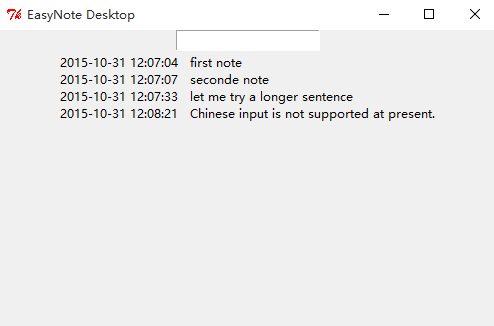 EasyNote Desktop
2015-10-31 12:07:04 first note
2015-10-31 12:07:07 seconde note
2015-10-31 12:07:33 let me try a longer sentence
2015-10-31 12:08:21 Chinese input is not supported at present.